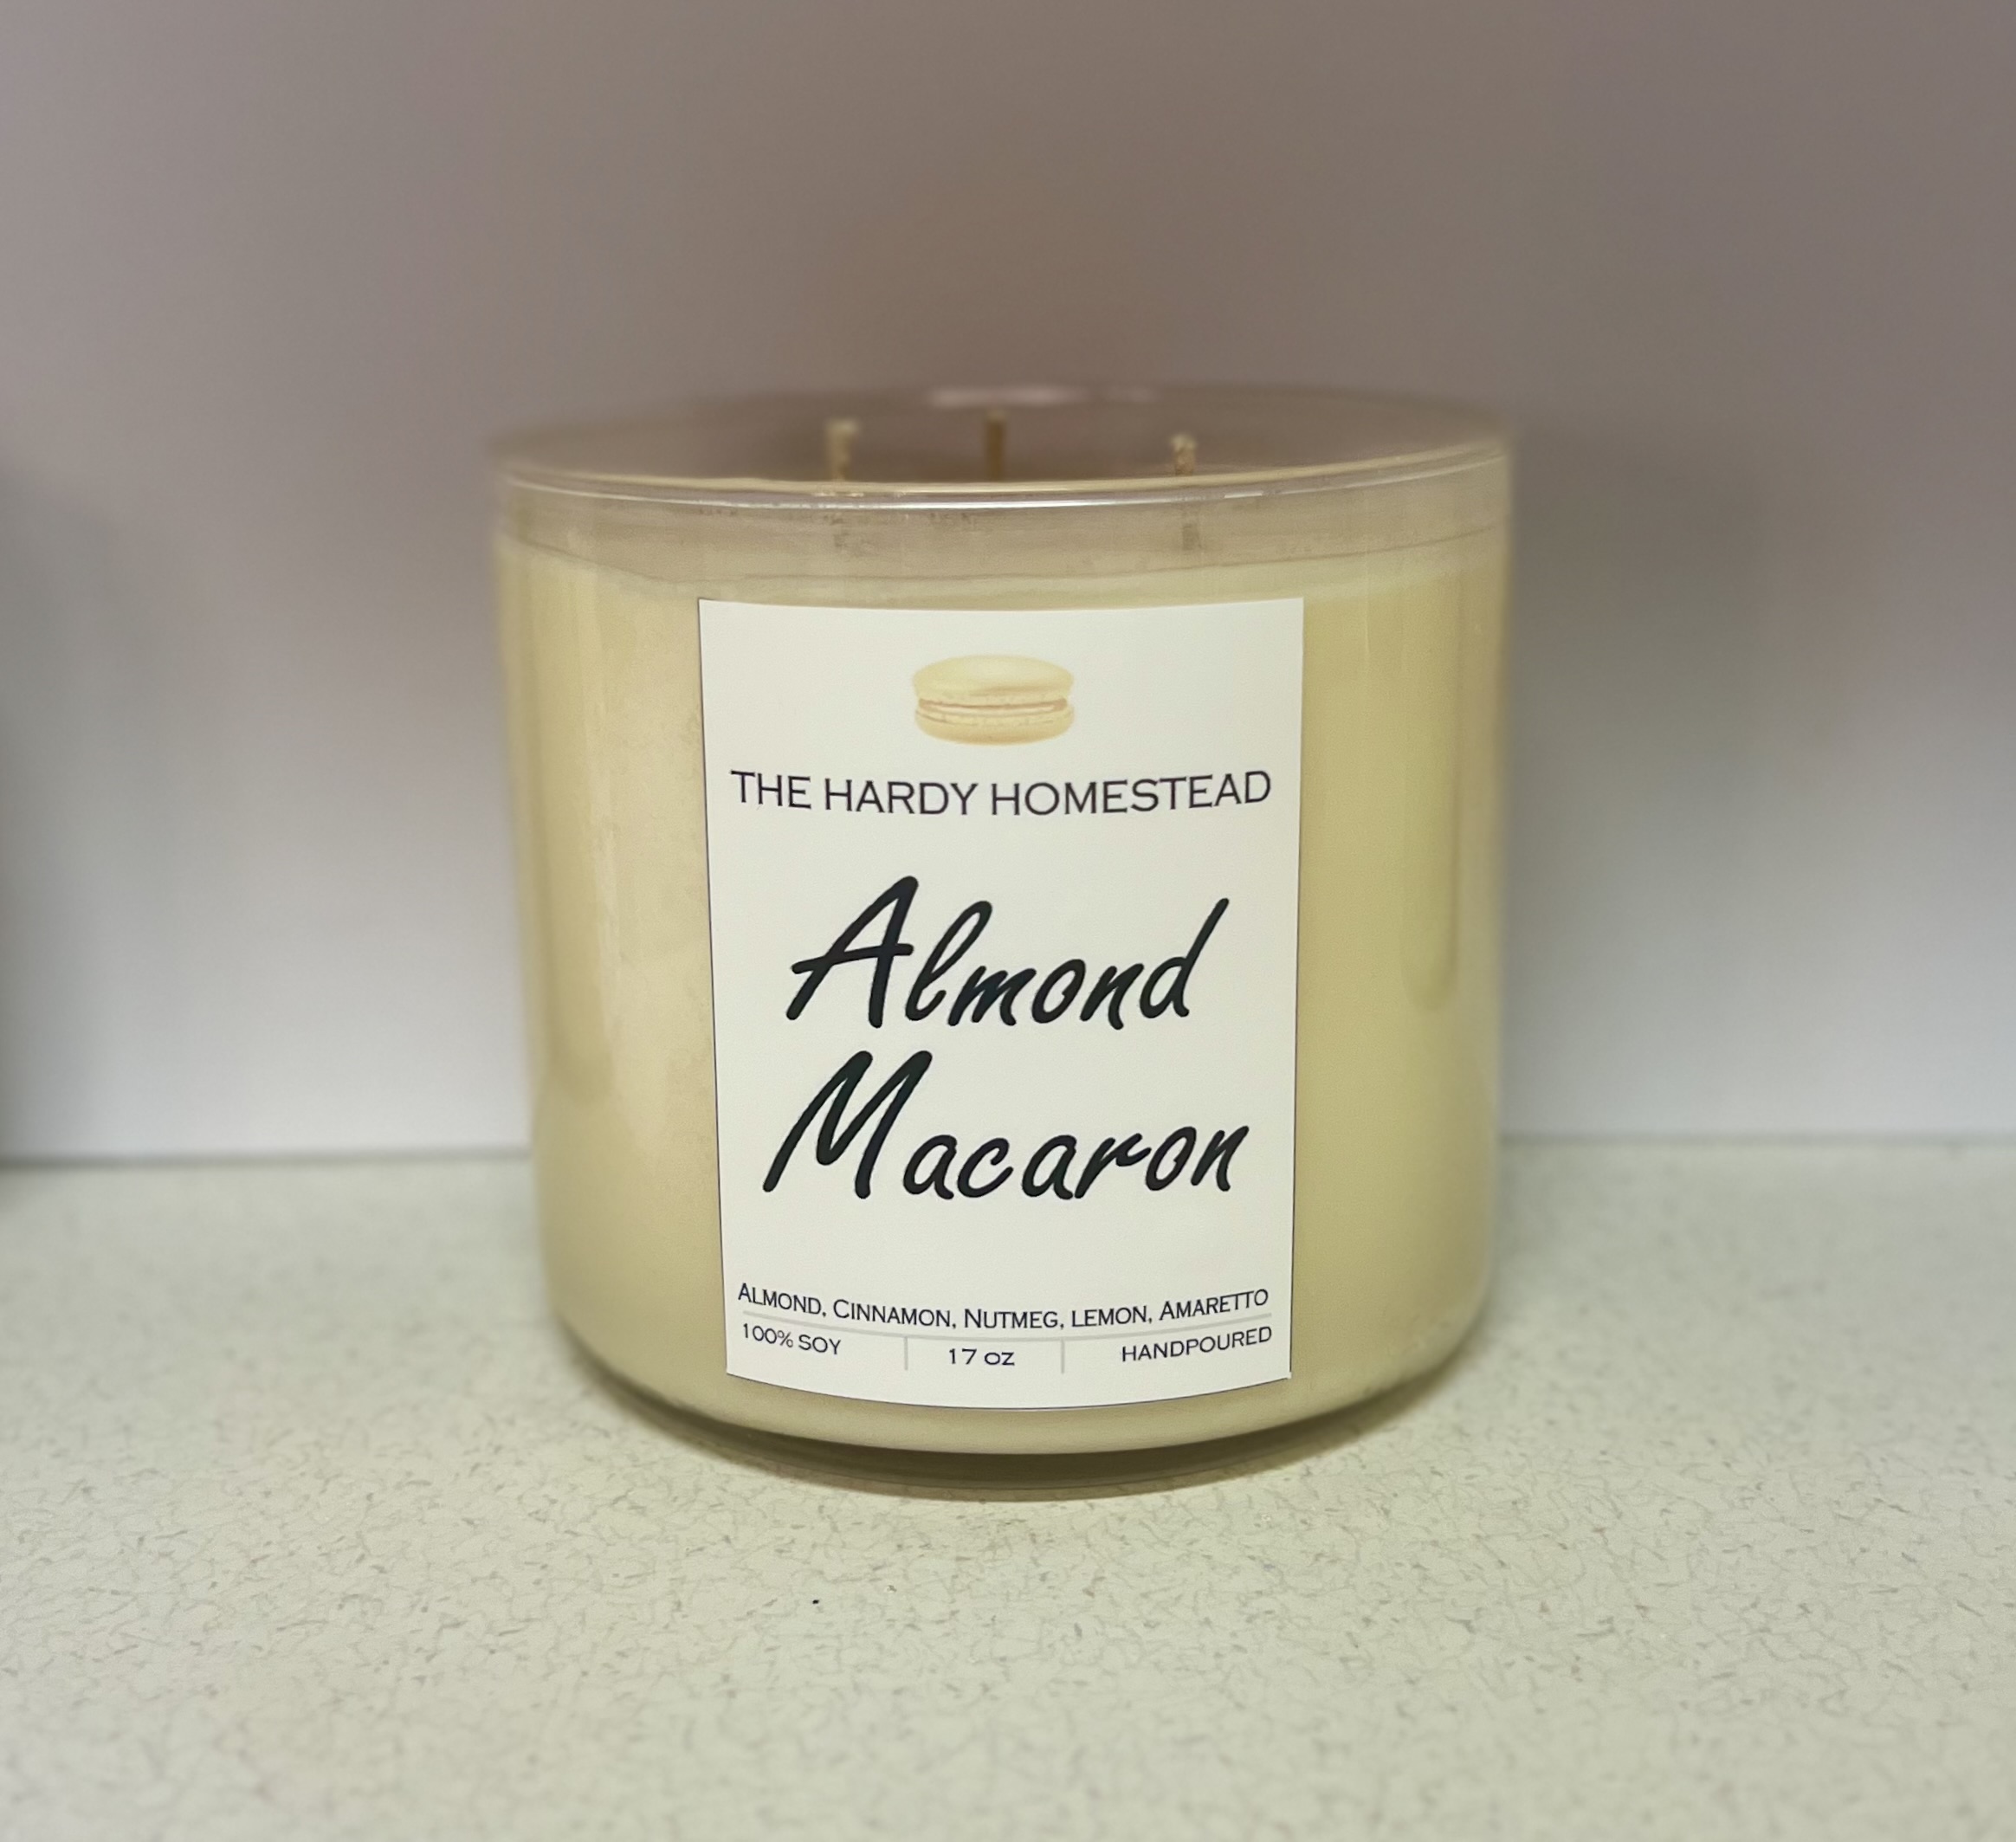 THE HARDY HOMESTEAD
Almond
Macaron
ALMOND, CINNAMON, NUTMEG, LEMON, AMARETTO
100% SOY
17 OZ
HANDPOURED